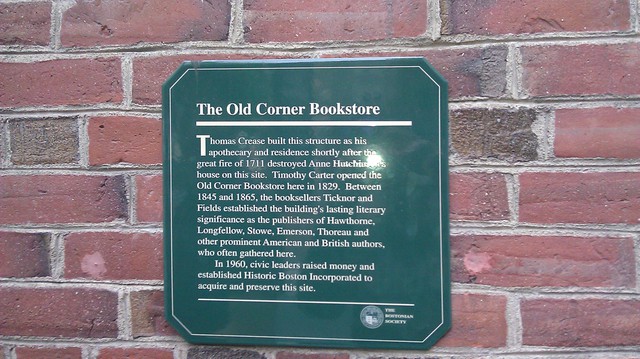 The Old Corner Bookstore
Thomas Crease built this structure as his
apothecary and residence shortly after the
great fire of 1711 destroyed Anne Hutchinson's
house on this site. Timothy Carter opened the
Old Corner Bookstore here in 1829. Between
1845 and 1865, the booksellers Ticknor and
Fields established the building's lasting literary
significance as the publishers of Hawthorne,
Longfellow, Stowe, Emerson, Thoreau and
other prominent American and British authors,
who often gathered here.
In 1960, civic leaders raised money and
established Historic Boston Incorporated to
acquire and preserve this site.
THE
BOSTONIAN
SOCIETY